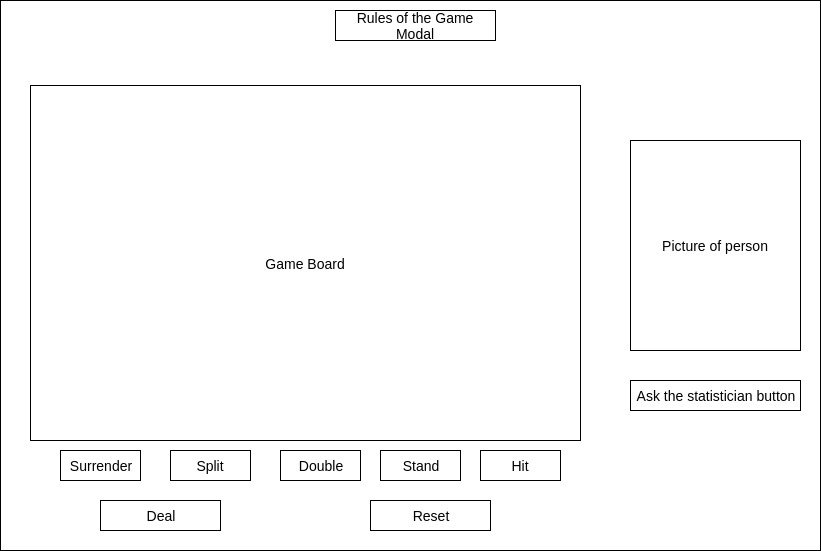 Rules of the Game
Modal
Game Board
Picture of person
Ask the statistician button
Surrender
Split
Double
Stand
Hit
Deal
Reset